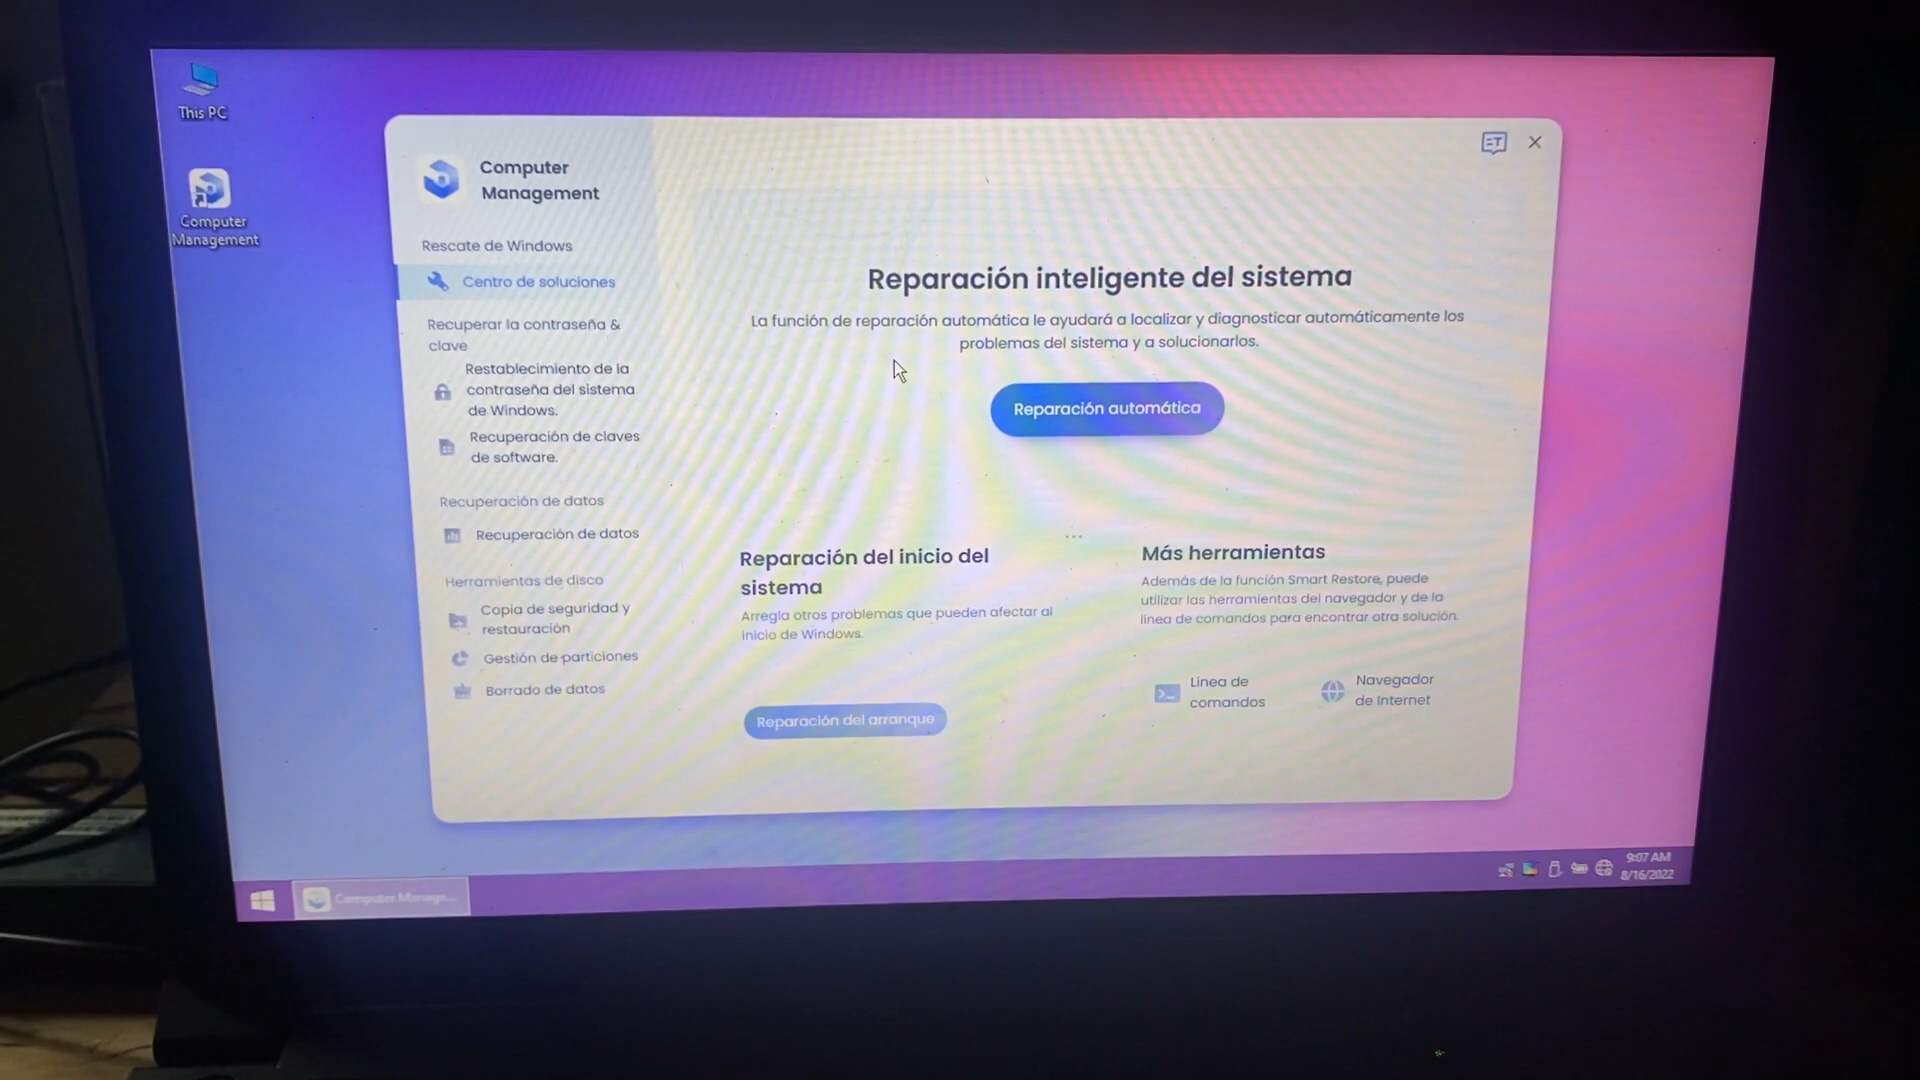 This PC
Computer
Management
Computer
Management
Rescate de Windows
Centro de soluciones
Recuperar la contraseña &
clave
Restablecimiento de la
contraseña del sistema
de Windows.
Recuperación de claves
de software.
Recuperación de datos
Recuperación de datos
Herramientas de disco
Copia de seguridad y
restauración
Gestión de particiones
Borrado de datos
Reparación inteligente del sistema
La función de reparación automática le ayudará a localizar y diagnosticar automáticamente los
problemas del sistema y a solucionarlos.
Reparación automática
Reparación del inicio del
sistema
Arregla otros problemas que pueden afectar al
inicio de Windows.
Reparación del arranque
Más herramientas
Además de la función Smart Restore, puede
utilizar las herramientas del navegador y de la
línea de comandos para encontrar otra solución.
Línea de
comandos
Navegador
de Internet
Computer Manage...
9:07 AM
8/16/2022